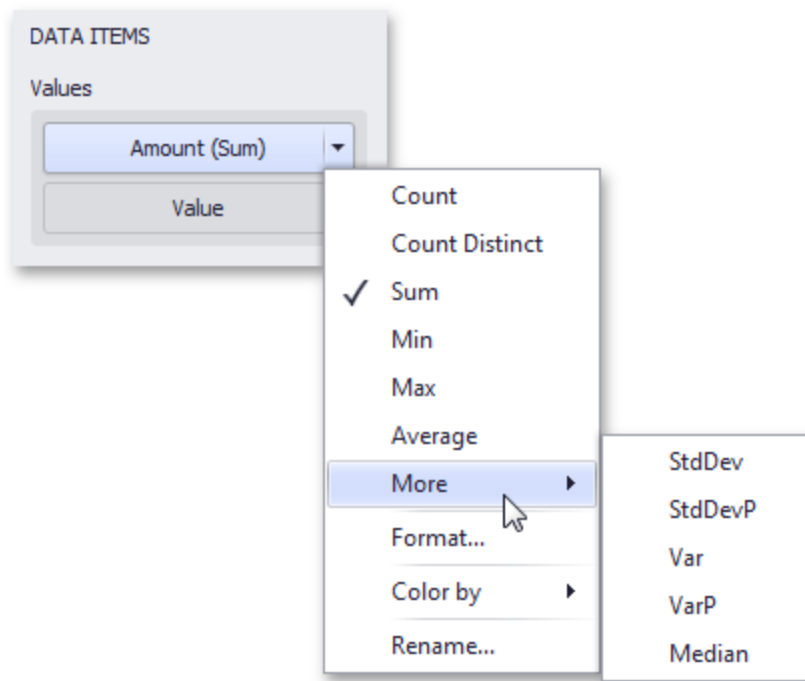 DATA ITEMS
Values
Amount (Sum)
Value
Count
Count Distinct
Sum
Min
Max
Average
More
Format...
Color by
Rename...
StdDev
StdDevP
Var
VarP
Median